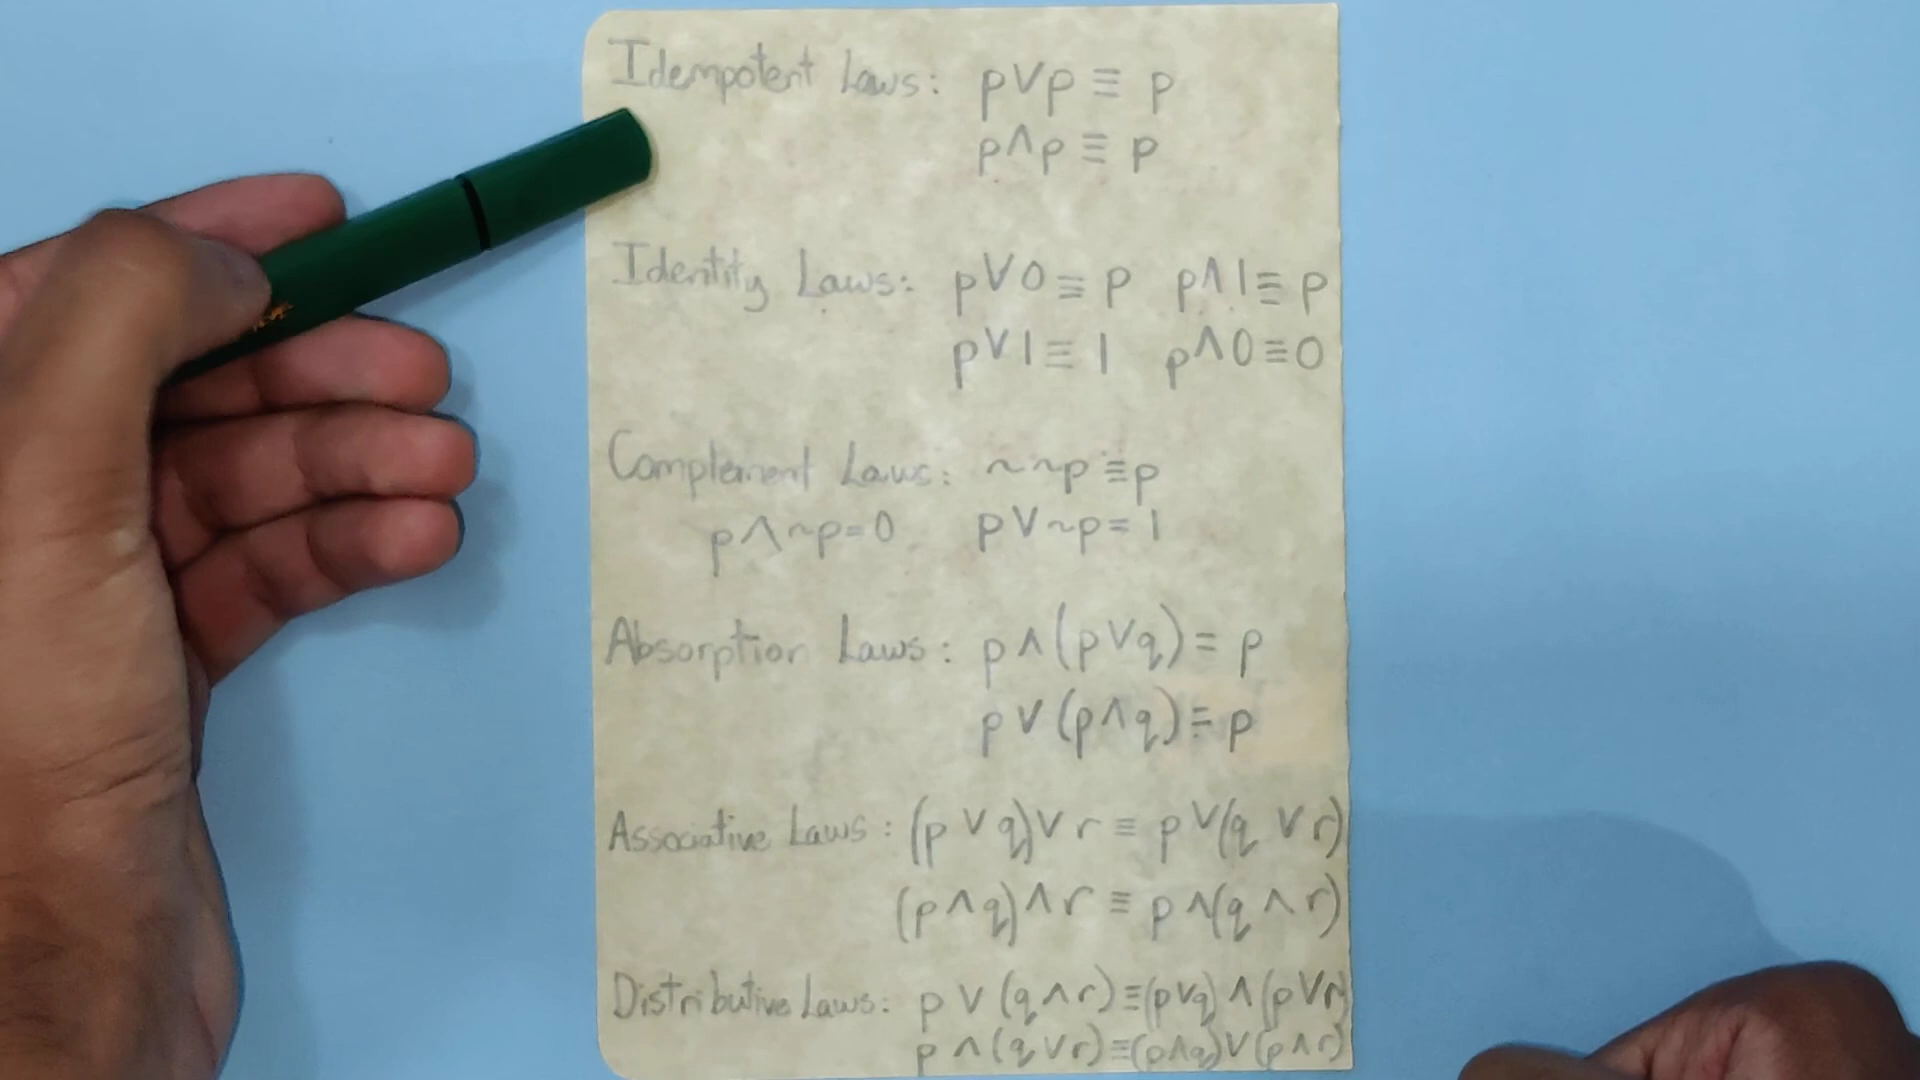 Idempotent Laws: p∨p ≡ p
p∧p ≡ p
Identity Laws: p∨0 ≡ p p∧1 ≡ p
p∨1 ≡ 1 p∧0 ≡ 0
Complement Laws: ~~p ≡ p
p∧~p = 0 p∨~p = 1
Absorption Laws: p∧(p∨q) = p
p∨(p∧q) ≡ p
Associative Laws: (p∨q)∨r ≡ p∨(q∨r)
(p∧q)∧r ≡ p∧(q∧r)
Distributive Laws: p∨(q∧r) ≡ (p∨q)∧(p∨r)
p∧(q∨r) ≡ (p∧q)∨(p∧r)